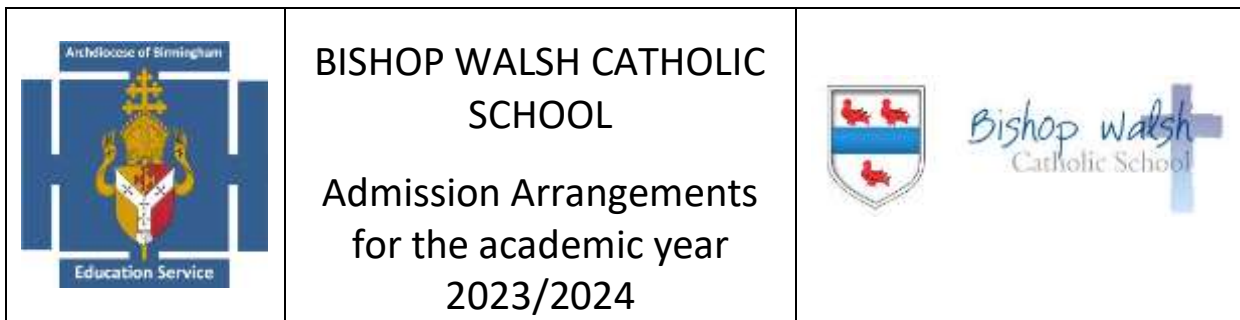 Archdiocese of Birmingham
Education Service
BISHOP WALSH CATHOLIC
SCHOOL
Admission Arrangements
for the academic year
2023/2024
Bishop Walsh
Catholic School